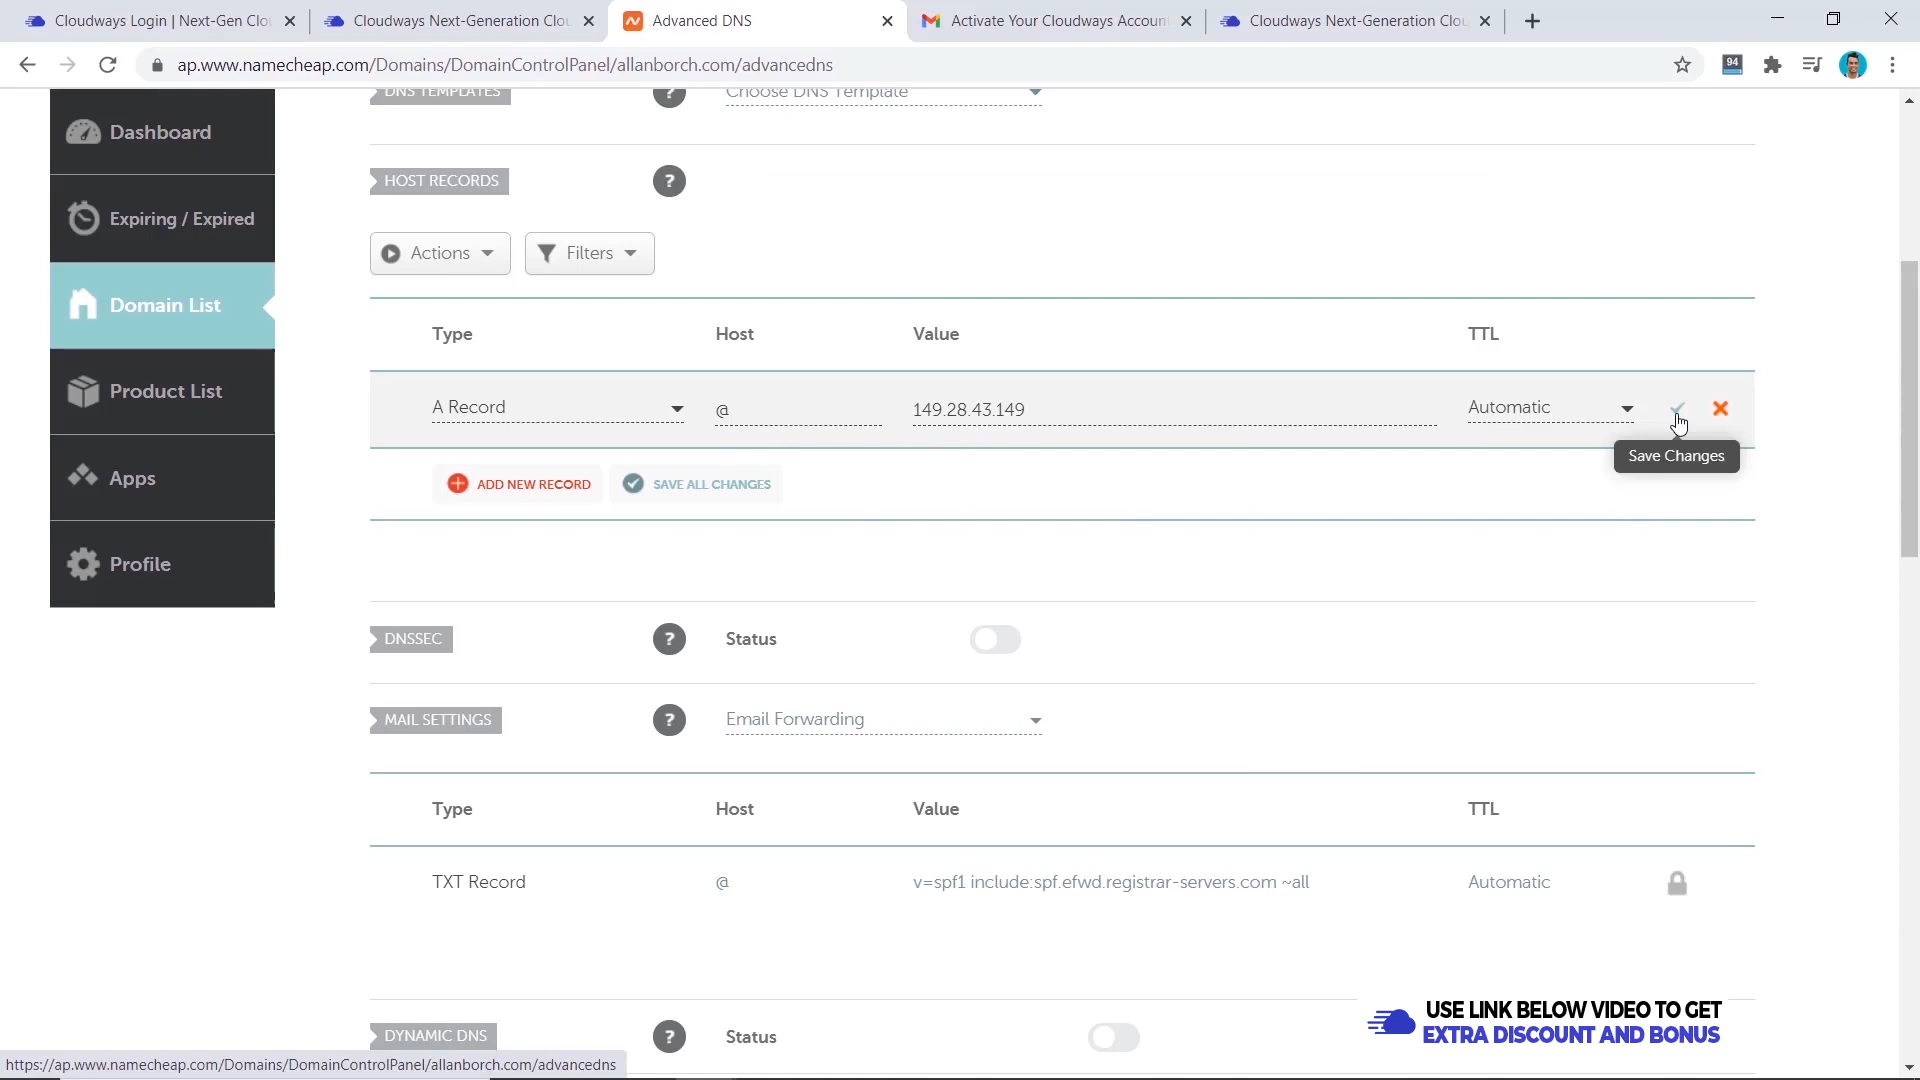 Cloudways Login | Next-Gen Clo
Cloudways Next-Generation Clou
Advanced DNS
Activate Your Cloudways Account
Cloudways Next-Generation Clou
ap.www.namecheap.com/Domains/DomainControlPanel/allanborch.com/advancedns
94
Dashboard
Expiring / Expired
Domain List
Product List
Apps
Profile
DNS TEMPLATES
?
Choose DNS Template
HOST RECORDS
?
Actions
Filters
Type Host Value TTL
A Record @ 149.28.43.149 Automatic
Save Changes
ADD NEW RECORD
SAVE ALL CHANGES
DNSSEC ? Status
MAIL SETTINGS ? Email Forwarding
Type Host Value TTL
TXT Record @ v=spf1 include:spf.efwd.registrar-servers.com ~all Automatic
DYNAMIC DNS ? Status
USE LINK BELOW VIDEO TO GET
EXTRA DISCOUNT AND BONUS
https://ap.www.namecheap.com/Domains/DomainControlPanel/allanborch.com/advancedns